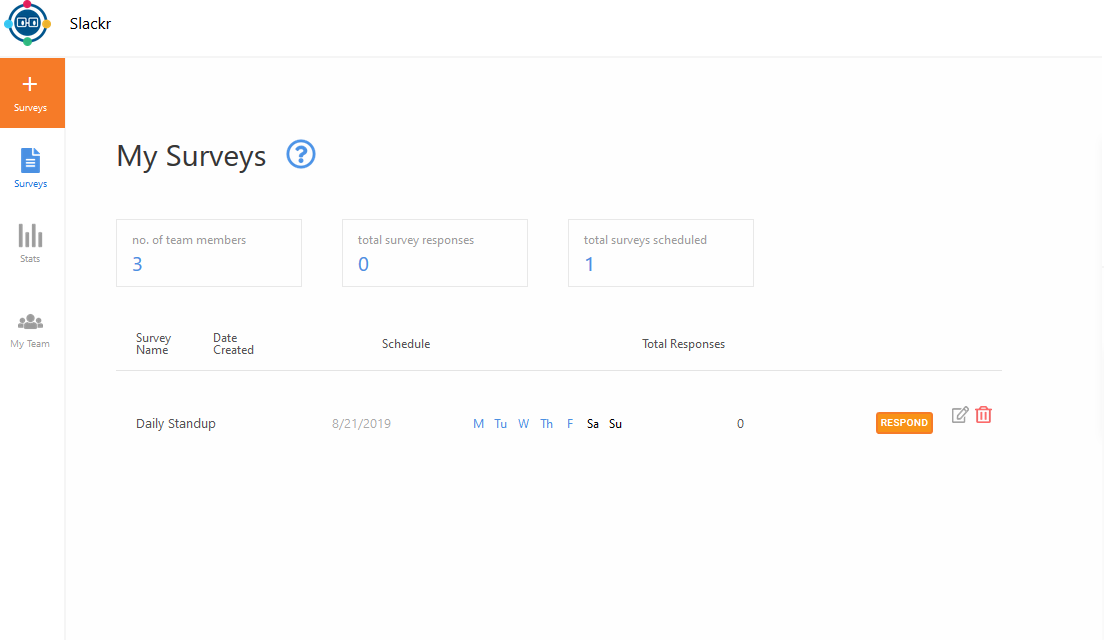 Slackr
+
Surveys
My Surveys ?
Surveys
no. of team members total survey responses total surveys scheduled
3 0 1
Stats
Survey Name Date Created Schedule Total Responses
My Team
Daily Standup 8/21/2019 M Tu W Th F Sa Su 0 RESPOND